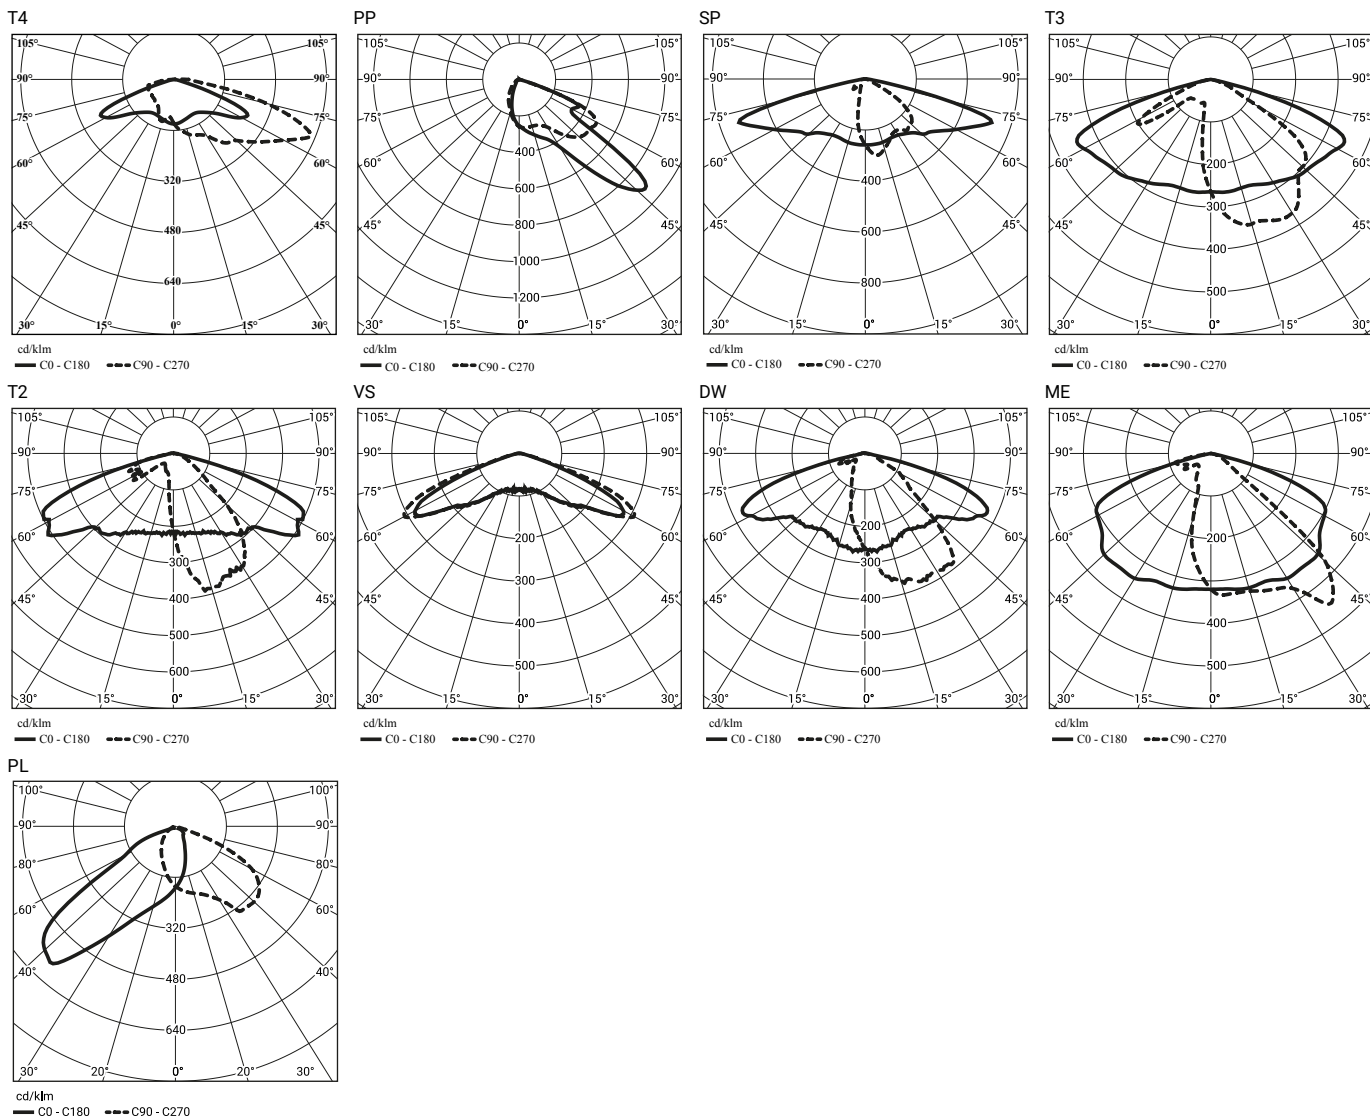 T4 PP SP T3
105° 105° 105° 105° 105° 105° 105° 105°
90° 90° 90° 90° 90° 90° 90° 90°
75° 75° 75° 75° 75° 75° 75° 75°
60° 60° 60° 60° 60° 60° 60° 60°
45° 45° 45° 45° 45° 45° 45° 45°
320 480 640
400 600 800 1000 1200
400 600 800
200 300 400 500
30° 15° 0° 15° 30° 30° 15° 0° 15° 30° 30° 15° 0° 15° 30° 30° 15° 0° 15° 30°
cd/klm cd/klm cd/klm cd/klm
C0 - C180 C90 - C270 C0 - C180 C90 - C270 C0 - C180 C90 - C270 C0 - C180 C90 - C270
T2 VS DW ME
105° 105° 105° 105° 105° 105° 105° 105°
90° 90° 90° 90° 90° 90° 90° 90°
75° 75° 75° 75° 75° 75° 75° 75°
60° 60° 60° 60° 60° 60° 60° 60°
45° 45° 45° 45° 45° 45° 45° 45°
300 400 500 600
200 300 400 500
200 300 400 500 600
200 400 500
30° 15° 0° 15° 30° 30° 15° 0° 15° 30° 30° 15° 0° 15° 30° 30° 15° 0° 15° 30°
cd/klm cd/klm cd/klm cd/klm
C0 - C180 C90 - C270 C0 - C180 C90 - C270 C0 - C180 C90 - C270 C0 - C180 C90 - C270
PL
100° 100°
90° 90°
80° 80°
60° 60°
40° 40°
320
480
640
30° 20° 0° 20° 30°
cd/klm
C0 - C180 C90 - C270